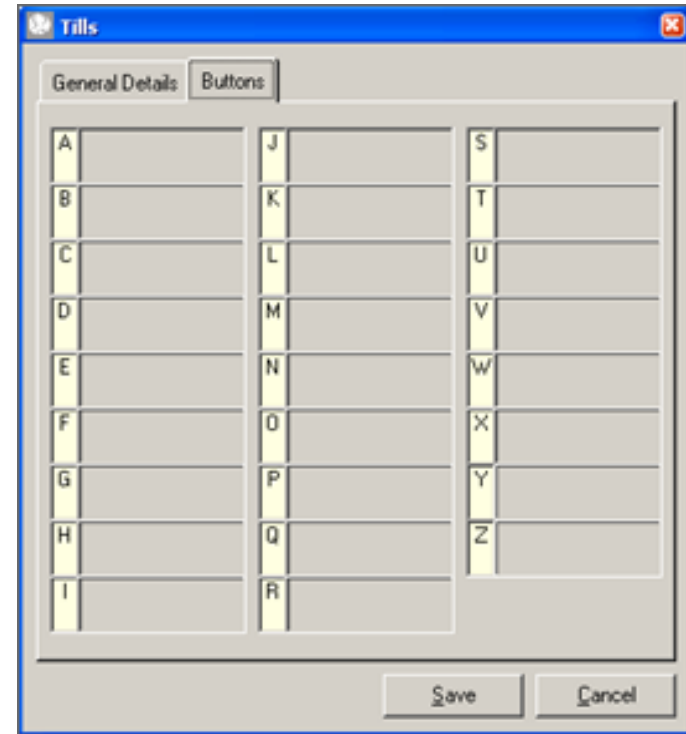 Tills
General Details Buttons
A J S
B K T
C L U
D M V
E N W
F O X
G P Y
H Q Z
I R
Save Cancel